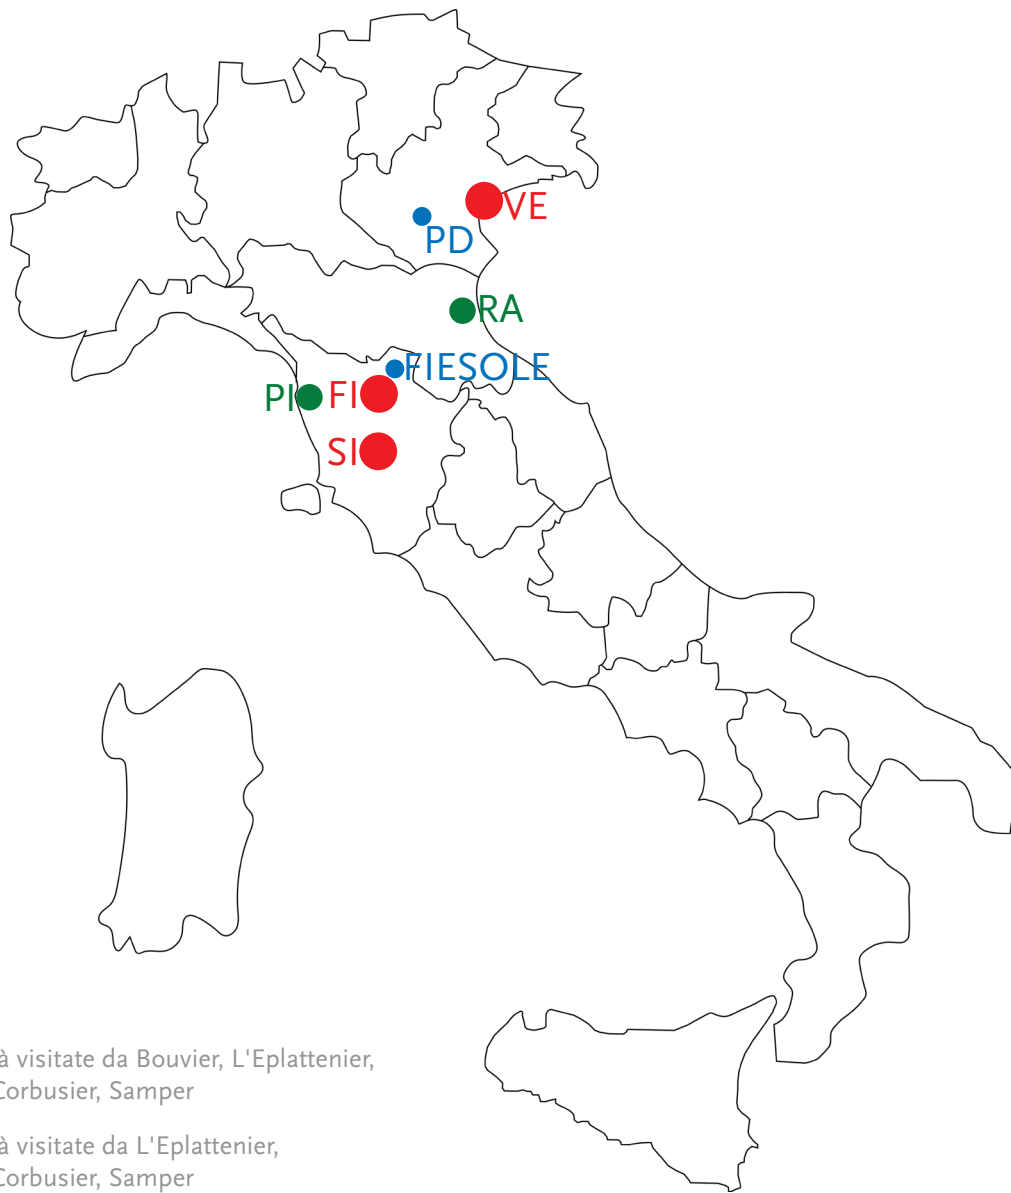 VE
PD
RA
FIESOLE
PI
FI
SI
à visitate da Bouvier, L'Eplattenier,
Corbusier, Samper
à visitate da L'Eplattenier,
Corbusier, Samper